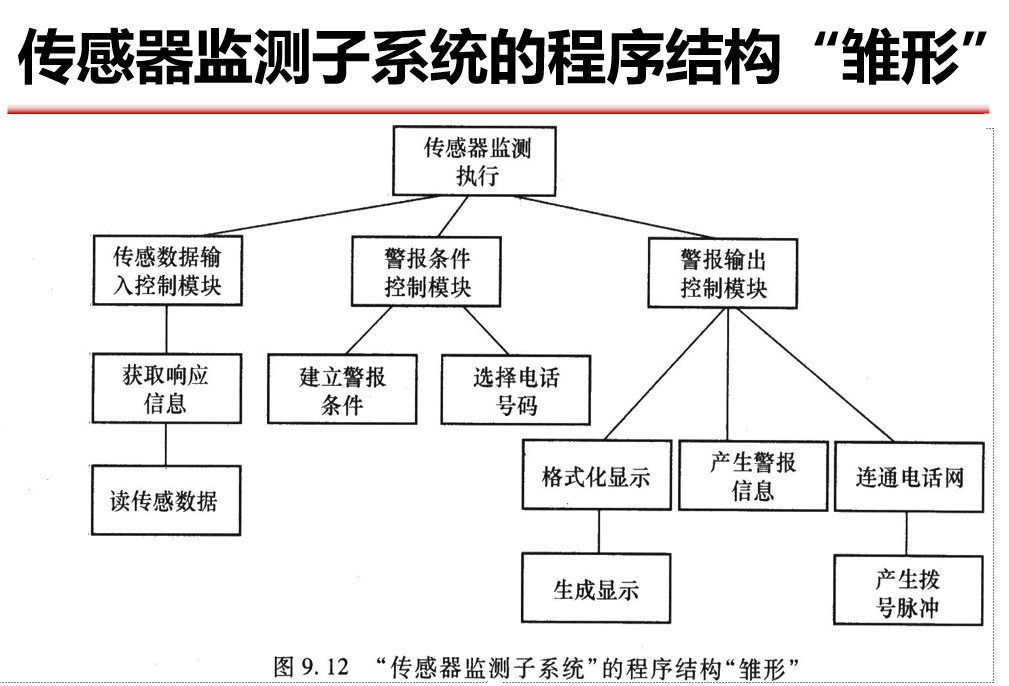 传感器监测子系统的程序结构“雏形”
传感器监测
执行
传感数据输
入控制模块
警报条件
控制模块
警报输出
控制模块
获取响应
信息
建立警报
条件
选择电话
号码
读传感数据
格式化显示
产生警报
信息
连通电话网
生成显示
产生拨
号脉冲
图 9.12 “传感器监测子系统”的程序结构“雏形”